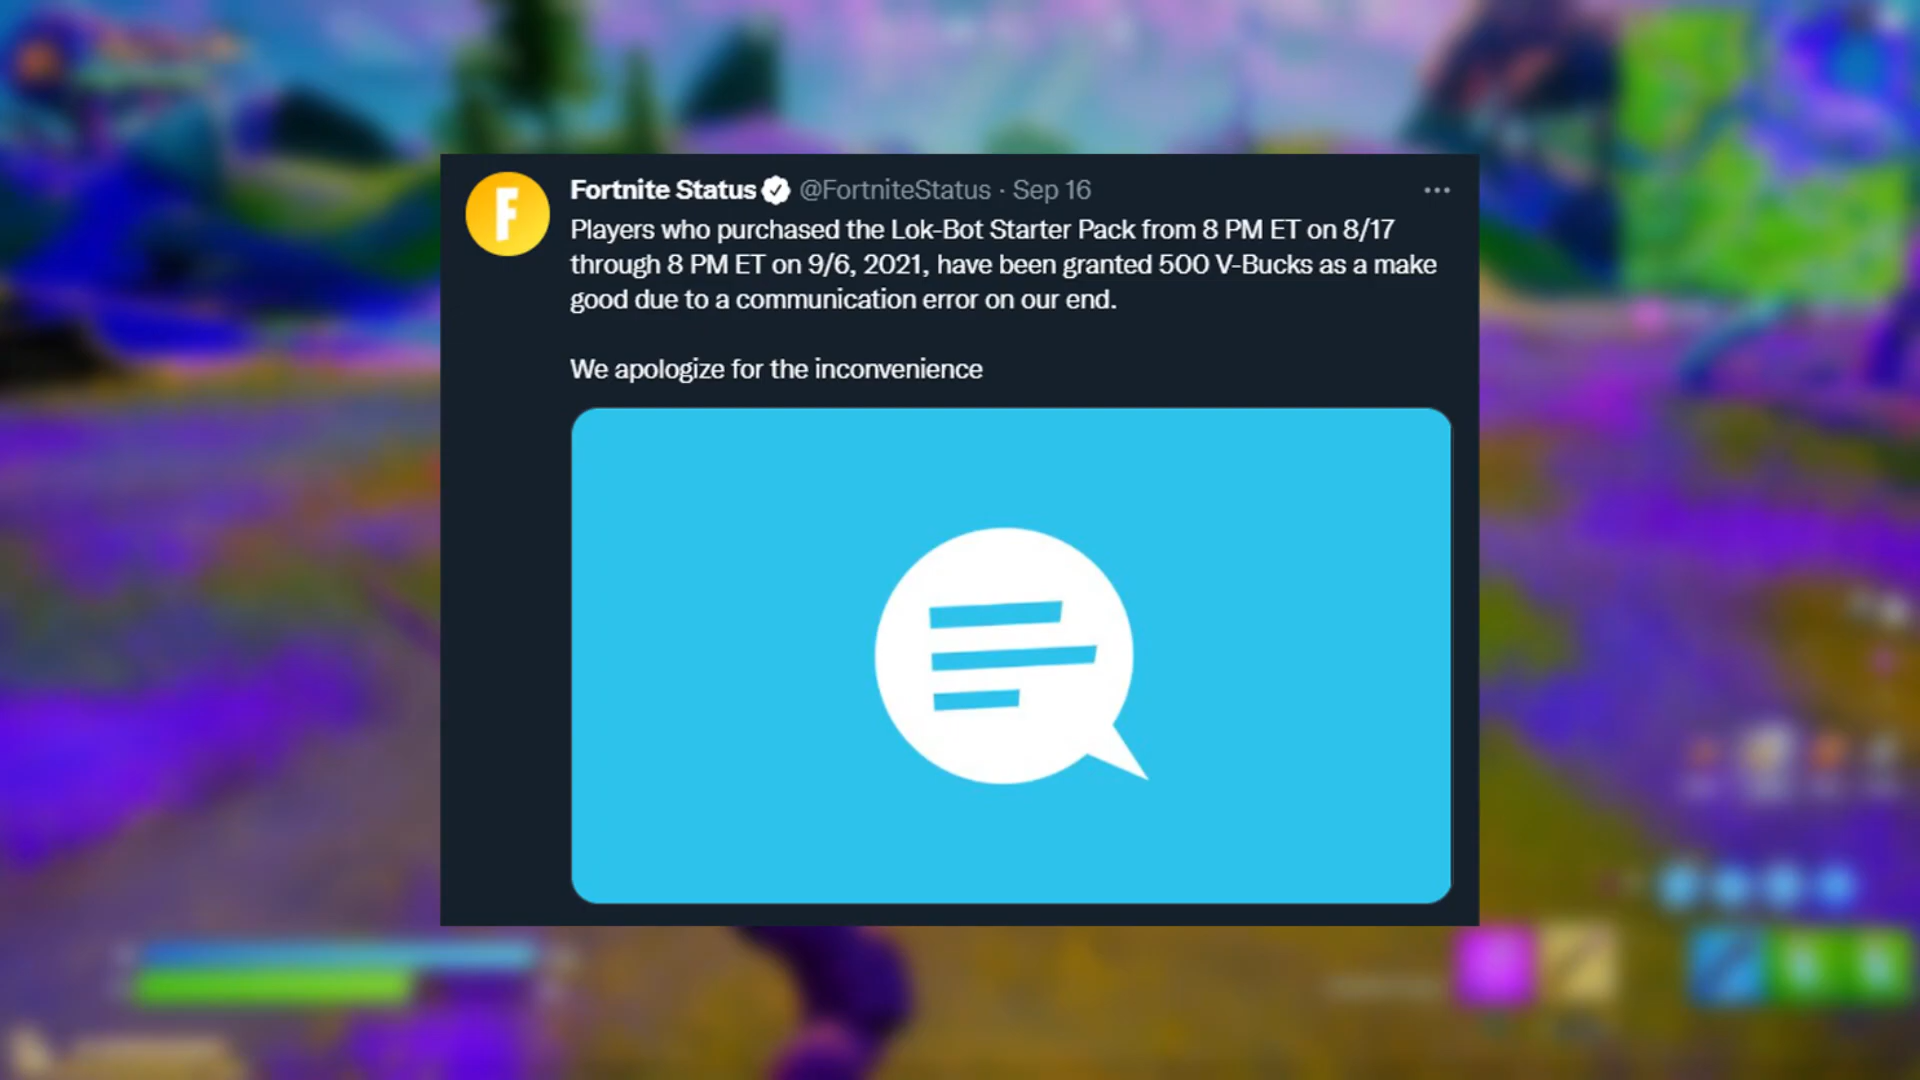 Fortnite Status @FortniteStatus · Sep 16
Players who purchased the Lok-Bot Starter Pack from 8 PM ET on 8/17
through 8 PM ET on 9/6, 2021, have been granted 500 V-Bucks as a make
good due to a communication error on our end.
We apologize for the inconvenience